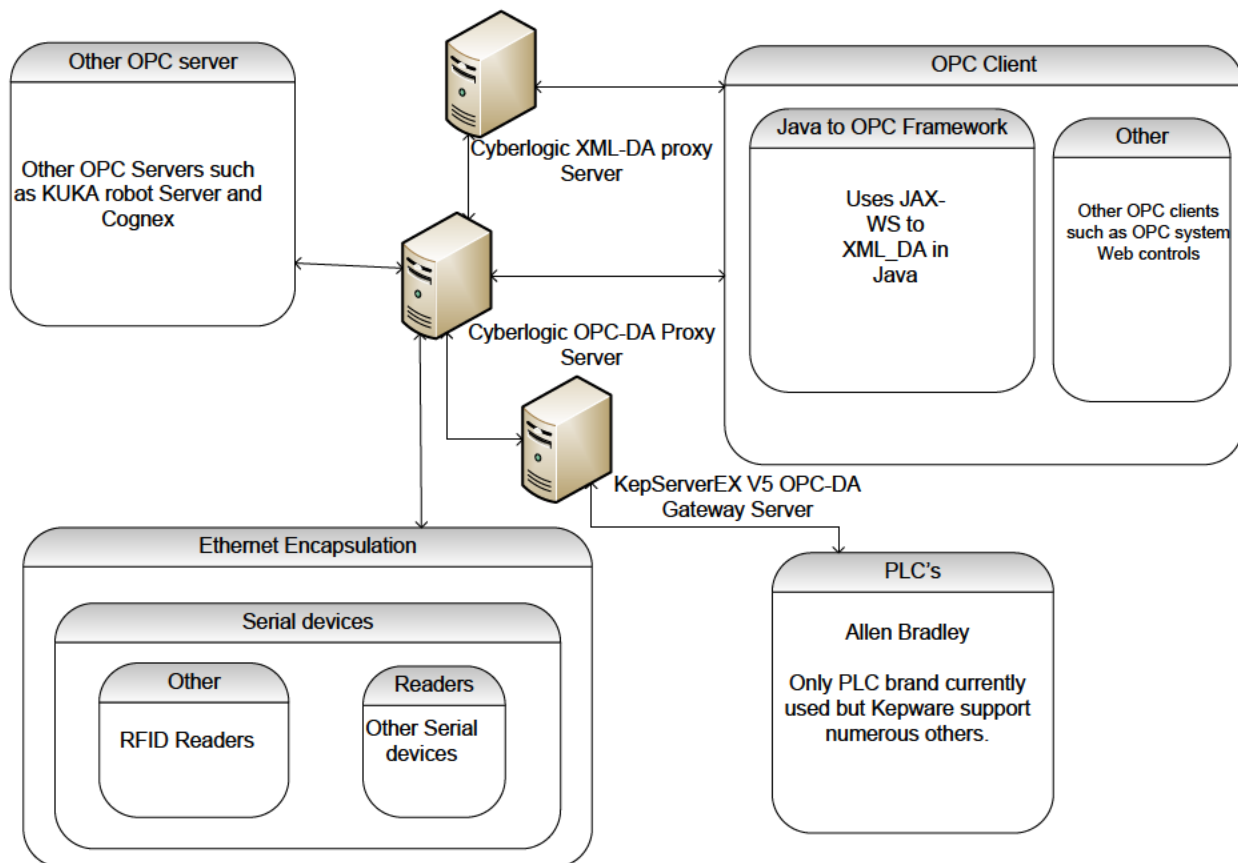 Other OPC server
Other OPC Servers such
as KUKA robot Server and
Cognex
Cyberlogic XML-DA proxy
Server
OPC Client
Java to OPC Framework
Uses JAX-
WS to
XML_DA in
Java
Other
Other OPC clients
such as OPC system
Web controls
Cyberlogic OPC-DA Proxy
Server
KepServerEX V5 OPC-DA
Gateway Server
Ethernet Encapsulation
Serial devices
Other
RFID Readers
Readers
Other Serial
devices
PLC's
Allen Bradley
Only PLC brand currently
used but Kepware support
numerous others.